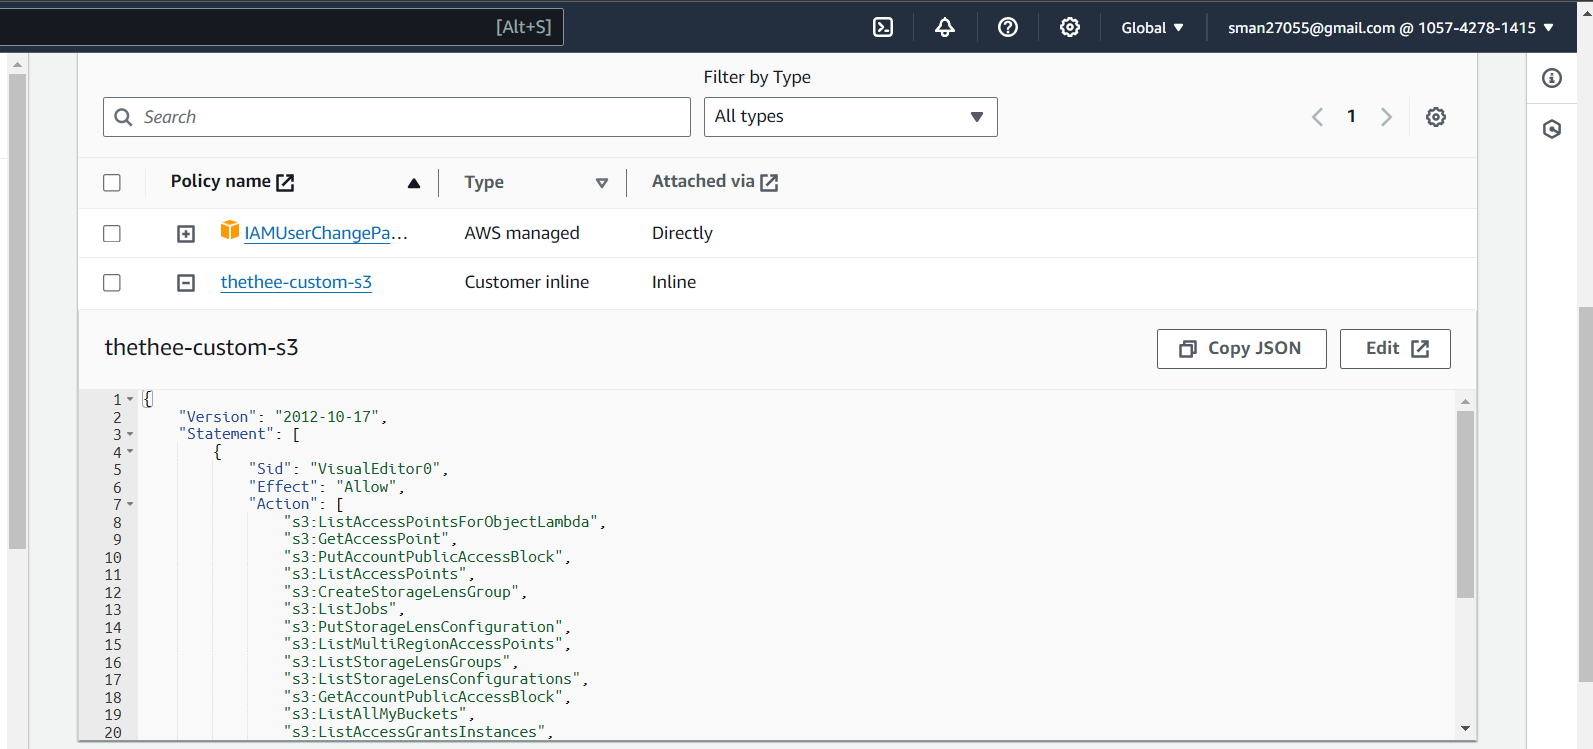 [Alt+S]
Global
sman27055@gmail.com @ 1057-4278-1415
Filter by Type
Search
All types
1
Policy name
Type
Attached via
IAMUserChangePa...
AWS managed
Directly
thethee-custom-s3
Customer inline
Inline
thethee-custom-s3
Copy JSON
Edit
1 {
2 "Version": "2012-10-17",
3 "Statement": [
4 {
5 "Sid": "VisualEditor0",
6 "Effect": "Allow",
7 "Action": [
8 "s3:ListAccessPointsForObjectLambda",
9 "s3:GetAccessPoint",
10 "s3:PutAccountPublicAccessBlock",
11 "s3:ListAccessPoints",
12 "s3:CreateStorageLensGroup",
13 "s3:ListJobs",
14 "s3:PutStorageLensConfiguration",
15 "s3:ListMultiRegionAccessPoints",
16 "s3:ListStorageLensGroups",
17 "s3:ListStorageLensConfigurations",
18 "s3:GetAccountPublicAccessBlock",
19 "s3:ListAllMyBuckets",
20 "s3:ListAccessGrantsInstances",